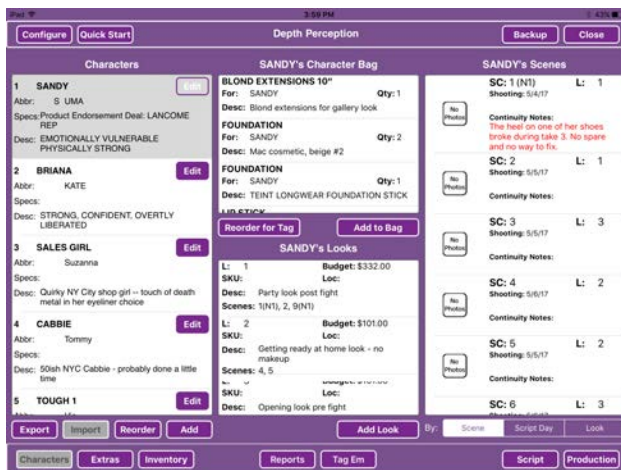 iPad
3:59 PM
43%
Configure
Quick Start
Depth Perception
Backup
Close
Characters
1 SANDY
Edit
Abbr: S UMA
Specs: Product Endorsement Deal: LANCOME
REP
Desc: EMOTIONALLY VULNERABLE
PHYSICALLY STRONG
2 BRIANA
Edit
Abbr: KATE
Specs:
Desc: STRONG, CONFIDENT, OVERTLY
LIBERATED
3 SALES GIRL
Edit
Abbr: Suzanna
Specs:
Desc: Quirky NY City shop girl -- touch of death
metal in her eyeliner choice
4 CABBIE
Edit
Abbr: Tommy
Specs:
Desc: 50ish NYC Cabbie - probably done a little
time
5 TOUGH 1
Edit
Export
Import
Reorder
Add
SANDY's Character Bag
BLOND EXTENSIONS 10"
For: SANDY Qty: 1
Desc: Blond extensions for gallery look
FOUNDATION
For: SANDY Qty: 2
Desc: Mac cosmetic, beige #2
FOUNDATION
For: SANDY Qty: 1
Desc: TEINT LONGWEAR FOUNDATION STICK
LIP STICK
Reorder for Tag
Add to Bag
SANDY's Looks
L: 1 Budget: $332.00
SKU: Loc:
Desc: Party look post fight
Scenes: 1(N1), 2, 9(N1)
L: 2 Budget: $101.00
SKU: Loc:
Desc: Getting ready at home look - no
makeup
Scenes: 4, 5
SKU: Loc:
Desc: Opening look pre fight
Add Look
SANDY's Scenes
No
Photos
SC: 1 (N1) L: 1
Shooting: 5/4/17
Continuity Notes:
The heel on one of her shoes
broke during take 3. No spare
and no way to fix.
No
Photos
SC: 2 L: 1
Shooting: 5/5/17
Continuity Notes:
No
Photos
SC: 3 L: 3
Shooting: 5/5/17
Continuity Notes:
No
Photos
SC: 4 L: 2
Shooting: 5/6/17
Continuity Notes:
No
Photos
SC: 5 L: 2
Shooting: 5/5/17
Continuity Notes:
SC: 6 L: 3
By:
Scene
Script Day
Look
Characters
Extras
Inventory
Reports
Tag Em
Script
Production